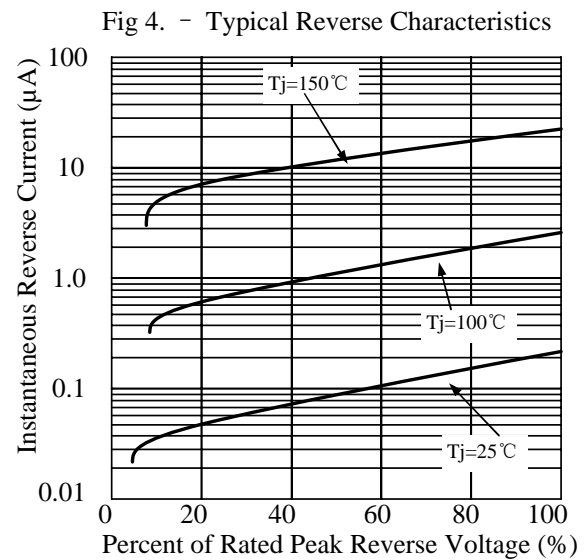 Fig 4. - Typical Reverse Characteristics
Instantaneous Reverse Current (μA)
100
10
1.0
0.1
0.01
Tj=150℃
Tj=100℃
Tj=25℃
0
20
40
60
80
100
Percent of Rated Peak Reverse Voltage (%)